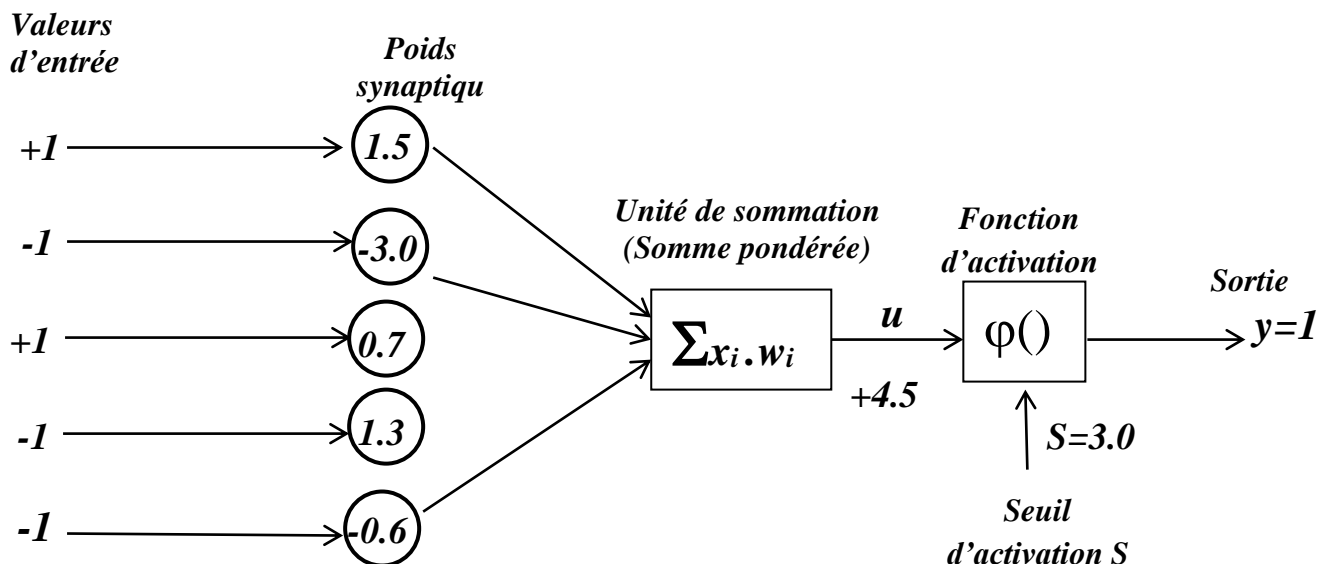 Valeurs
d'entrée
Poids
synaptiqu
+1
1.5
-1
-3.0
+1
0.7
-1
1.3
-1
-0.6
Unité de sommation
(Somme pondérée)
∑xi.wi
u
+4.5
Fonction
d'activation
φ()
S=3.0
Seuil
d'activation S
Sortie
y=1